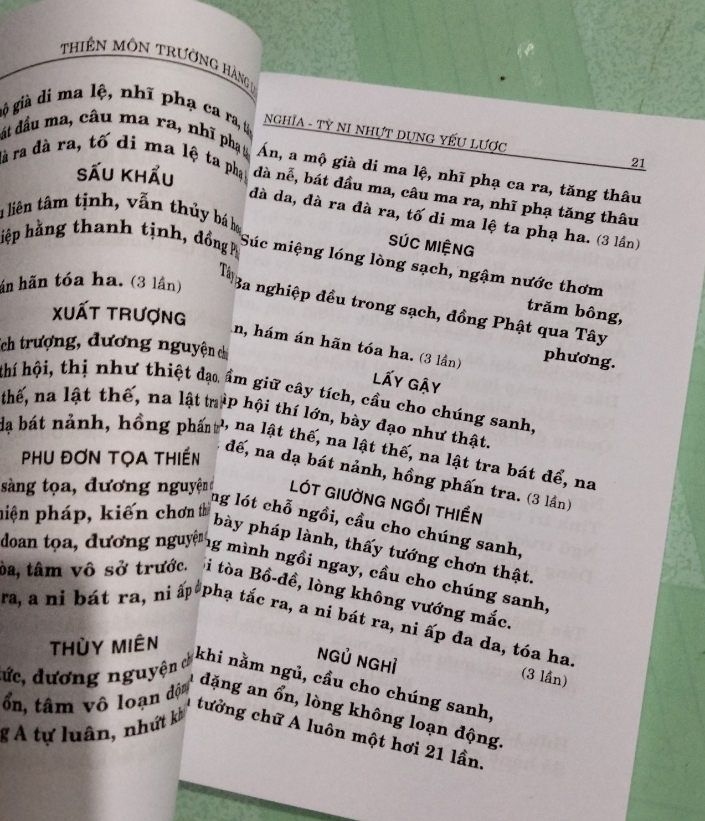 THIỀN MÔN TRƯỜNG HÀNG
già di ma lệ, nhĩ phạ ca ra,
đầu ma, câu ma ra, nhĩ phạ
ra đà ra, tố di ma lệ ta phạ
SẤU KHẨU
liên tâm tịnh, vẫn thủy bá
hằng thanh tịnh, đồng
án hãn tóa ha. (3 lần)
XUẤT TRƯỢNG
trượng, đương nguyện
thí hội, thị như thiệt đạo.
thế, na lật thế, na lật tra
dạ bát nảnh, hồng phấn
PHU ĐƠN TỌA THIỀN
sàng tọa, đương nguyện
pháp, kiến chơn
đoan tọa, đương nguyện
tâm vô sở trước.
ra, a ni bát ra, ni ấp
THÙY MIÊN
đương nguyện
ổn, tâm vô loạn
A tự luân, nhứt
NGHĨA - TỲ NI NHỰT DỤNG YẾU LƯỢC
21
Án, a mộ già di ma lệ, nhĩ phạ ca ra, tăng thâu
đà nễ, bát đầu ma, câu ma ra, nhĩ phạ tăng thâu
đà da, đà ra đà ra, tố di ma lệ ta phạ ha. (3 lần)
SÚC MIỆNG
Súc miệng lóng lòng sạch, ngậm nước thơm
trăm bông,
Ba nghiệp đều trong sạch, đồng Phật qua Tây
phương.
hám án hãn tóa ha. (3 lần)
LẤY GẬY
giữ cây tích, cầu cho chúng sanh,
hội thí lớn, bày đạo như thật.
na lật thế, na lật thế, na lật tra bát để, na
đế, na dạ bát nảnh, hồng phấn tra. (3 lần)
LÓT GIƯỜNG NGỒI THIỀN
lót chỗ ngồi, cầu cho chúng sanh,
bày pháp lành, thấy tướng chơn thật.
mình ngồi ngay, cầu cho chúng sanh,
tòa Bồ-đề, lòng không vướng mắc.
phạ tắc ra, a ni bát ra, ni ấp đa da, tóa ha.
(3 lần)
NGỦ NGHỈ
khi nằm ngủ, cầu cho chúng sanh,
đặng an ổn, lòng không loạn động.
tưởng chữ A luôn một hơi 21 lần.